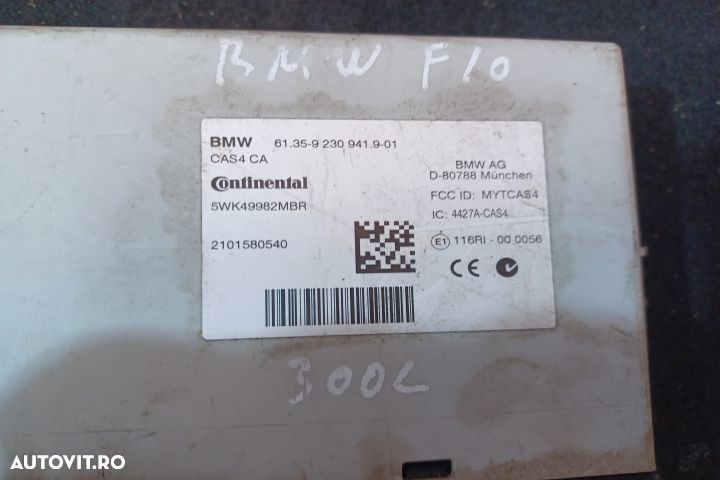 BMW F10
BMW 61.35-9 230 941.9-01
CAS4 CA
Continental
5WK49982MBR
2101580540
BMW AG
D-80788 München
FCC ID: MYTCAS4
IC: 4427A-CAS4
E1 116RI - 00 0056
CE
300L
AUTOVIT.RO